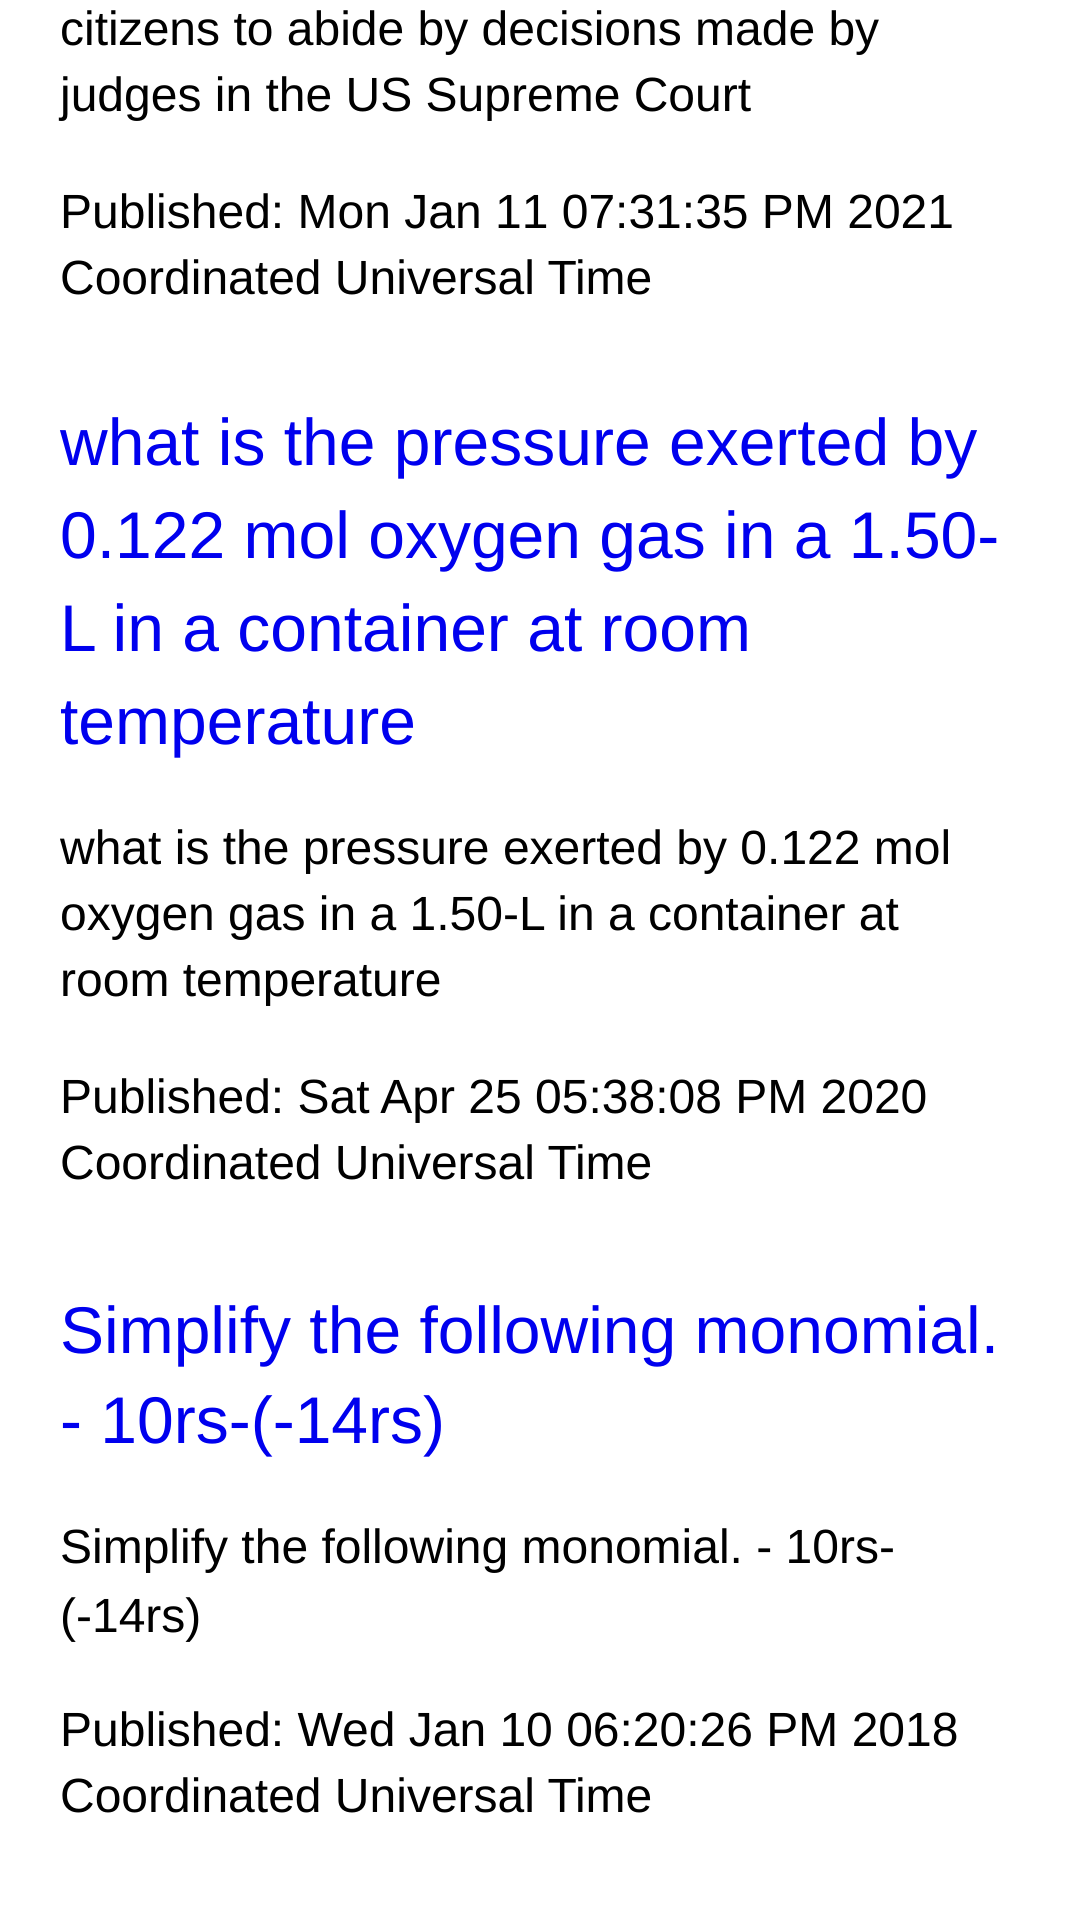 citizens to abide by decisions made by
judges in the US Supreme Court
Published: Mon Jan 11 07:31:35 PM 2021
Coordinated Universal Time
what is the pressure exerted by
0.122 mol oxygen gas in a 1.50-
L in a container at room
temperature
what is the pressure exerted by 0.122 mol
oxygen gas in a 1.50-L in a container at
room temperature
Published: Sat Apr 25 05:38:08 PM 2020
Coordinated Universal Time
Simplify the following monomial.
- 10rs-(-14rs)
Simplify the following monomial. - 10rs-
(-14rs)
Published: Wed Jan 10 06:20:26 PM 2018
Coordinated Universal Time